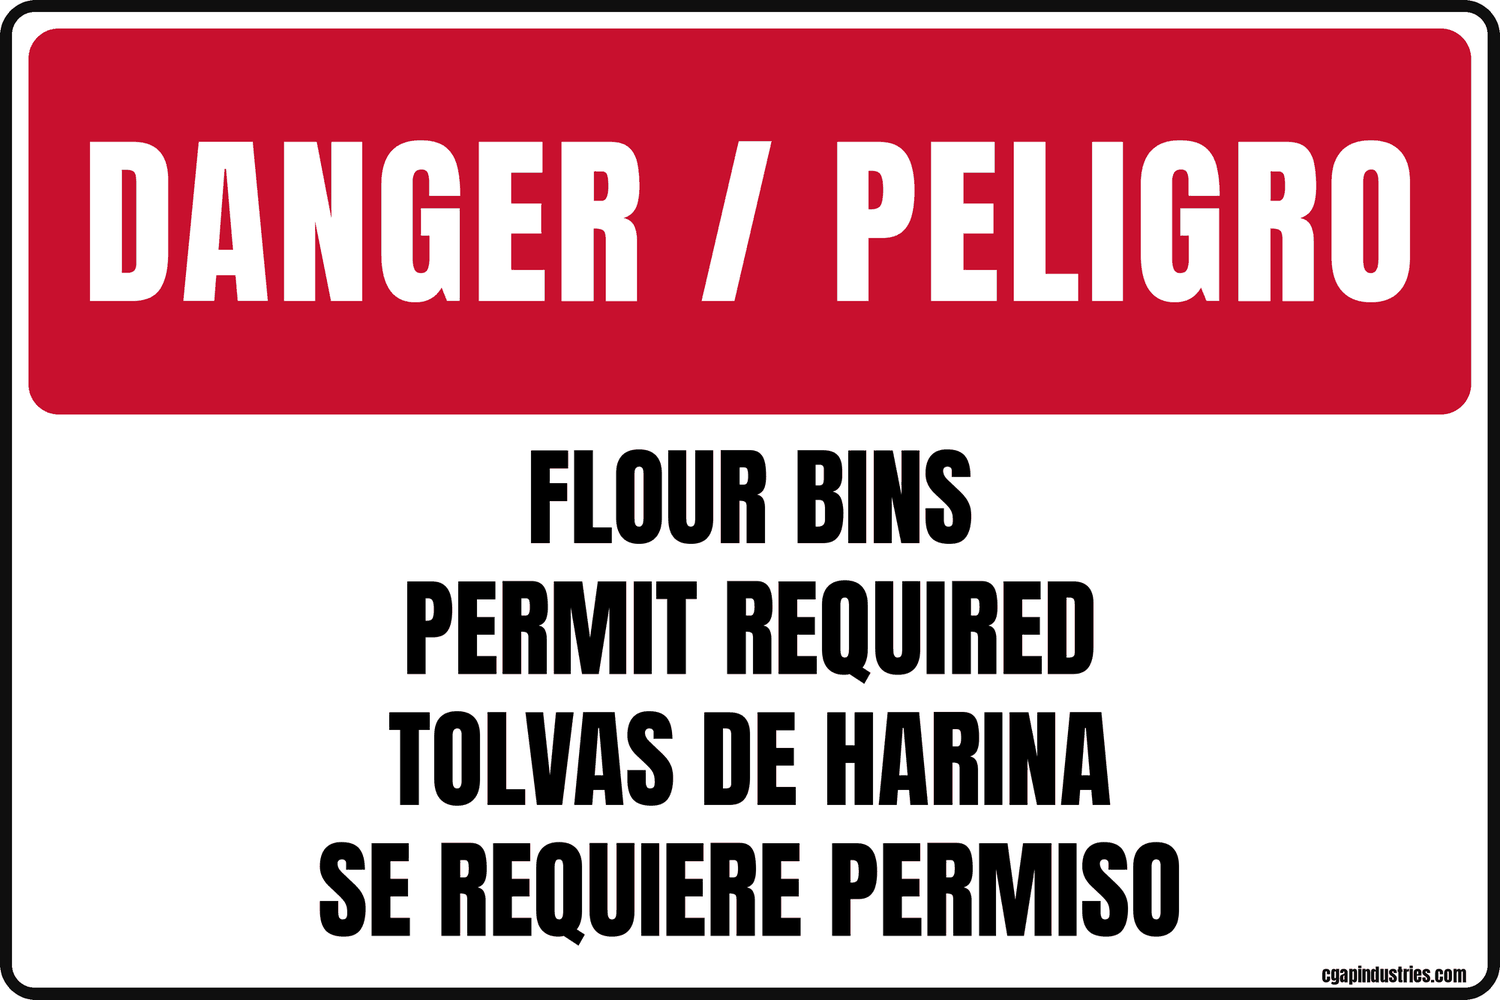 DANGER / PELIGRO
FLOUR BINS
PERMIT REQUIRED
TOLVAS DE HARINA
SE REQUIERE PERMISO
cgapindustries.com